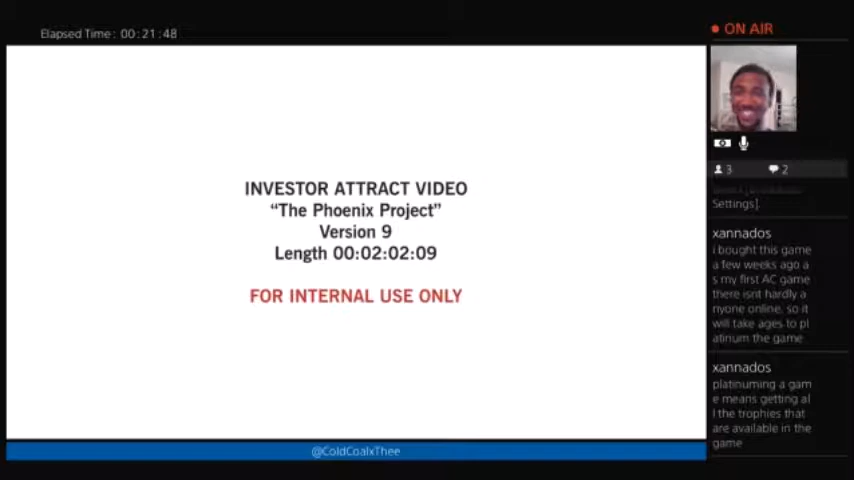 Elapsed Time : 00:21:48
ON AIR
INVESTOR ATTRACT VIDEO
“The Phoenix Project”
Version 9
Length 00:02:02:09
FOR INTERNAL USE ONLY
@ColdCoalxThee
3
2
Settings].
xannados
i bought this game
a few weeks ago a
s my first AC game
there isnt hardly a
nyone online, so it
will take ages to pl
atinum the game
xannados
platinuming a gam
e means getting al
l the trophies that
are available in the
game